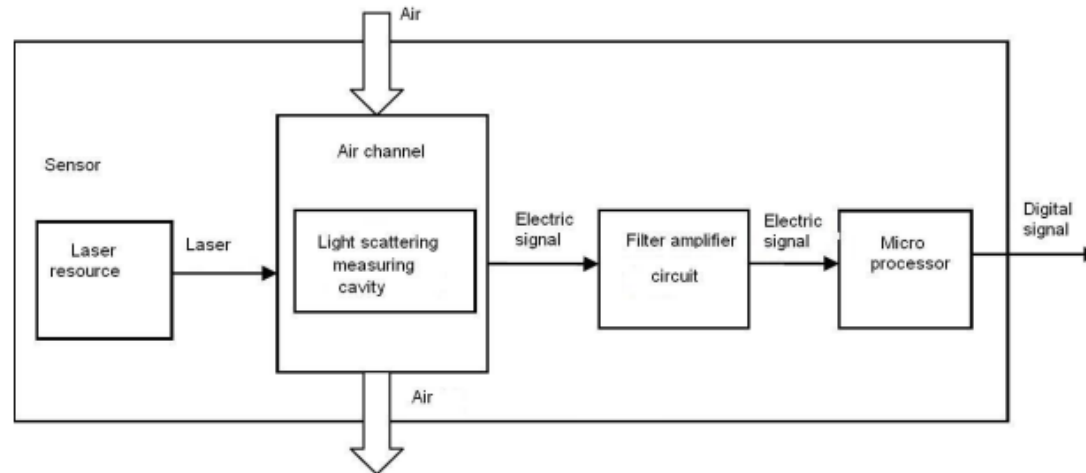 Air
Sensor
Air channel
Laser
resource
Laser
Light scattering
measuring
cavity
Electric
signal
Filter amplifier
circuit
Electric
signal
Micro
processor
Digital
signal
Air